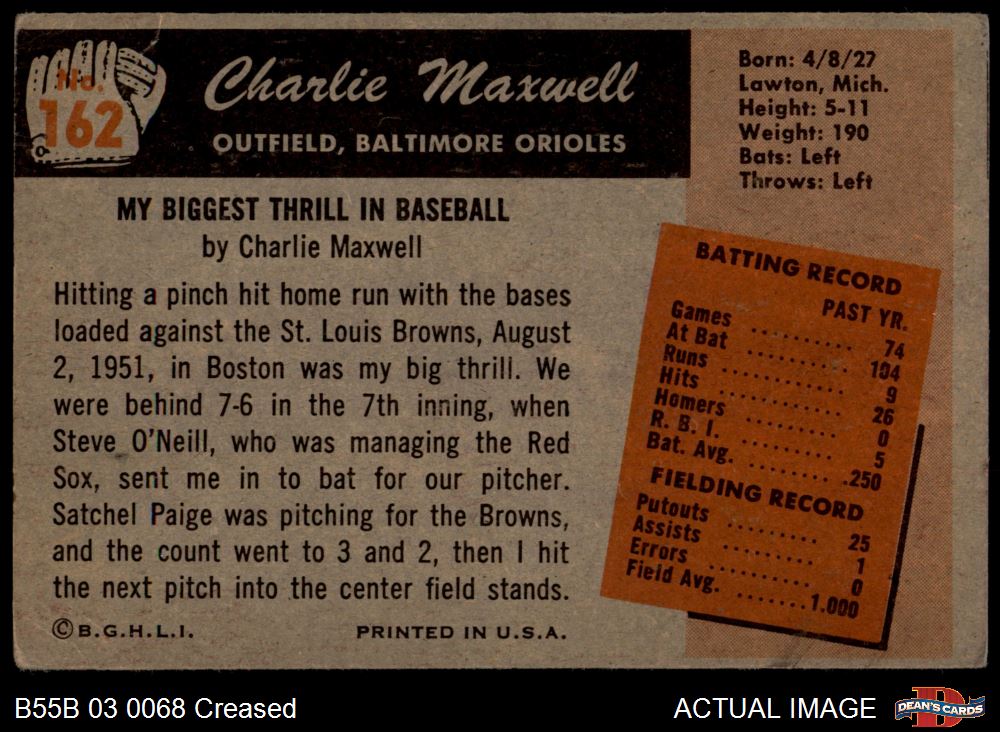 No.
162
Charlie Maxwell
OUTFIELD, BALTIMORE ORIOLES
Born: 4/8/27
Lawton, Mich.
Height: 5-11
Weight: 190
Bats: Left
Throws: Left
MY BIGGEST THRILL IN BASEBALL
by Charlie Maxwell
Hitting a pinch hit home run with the bases
loaded against the St. Louis Browns, August
2, 1951, in Boston was my big thrill. We
were behind 7-6 in the 7th inning, when
Steve O'Neill, who was managing the Red
Sox, sent me in to bat for our pitcher.
Satchel Paige was pitching for the Browns,
and the count went to 3 and 2, then I hit
the next pitch into the center field stands.
©B.G.H.L.I.
PRINTED IN U.S.A.
BATTING RECORD
PAST YR.
Games ......... 74
At Bat ......... 104
Runs ........... 9
Hits ........... 26
Homers ......... 0
R. B. I. ......... 5
Bat. Avg. ....... .250
FIELDING RECORD
Putouts ........ 25
Assists ......... 1
Errors .......... 0
Field Avg. .......1.000
B55B 03 0068 Creased
ACTUAL IMAGE
D
DEAN'S CARDS